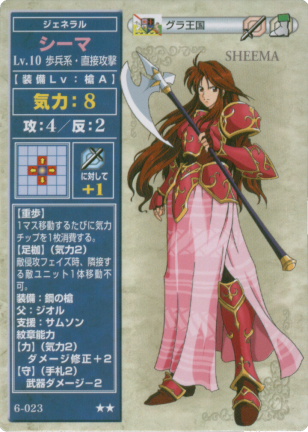 ジェネラル
シーマ
Lv.10 歩兵系・直接攻撃
【装備Lv:槍A】
気力:8
攻:4/反:2
に対して
+1
【重歩】
1マス移動するたびに気力
チップを1枚消費する。
【足枷】(気力2)
敵侵攻フェイズ時、隣接す
る敵ユニット1体移動不
可。
装備:鋼の槍
父:ジオル
支援:サムソン
紋章能力
【力】(気力2)
ダメージ修正+2
【守】(手札2)
武器ダメージ-2
6-023
★★
グラ王国
SHEEMA